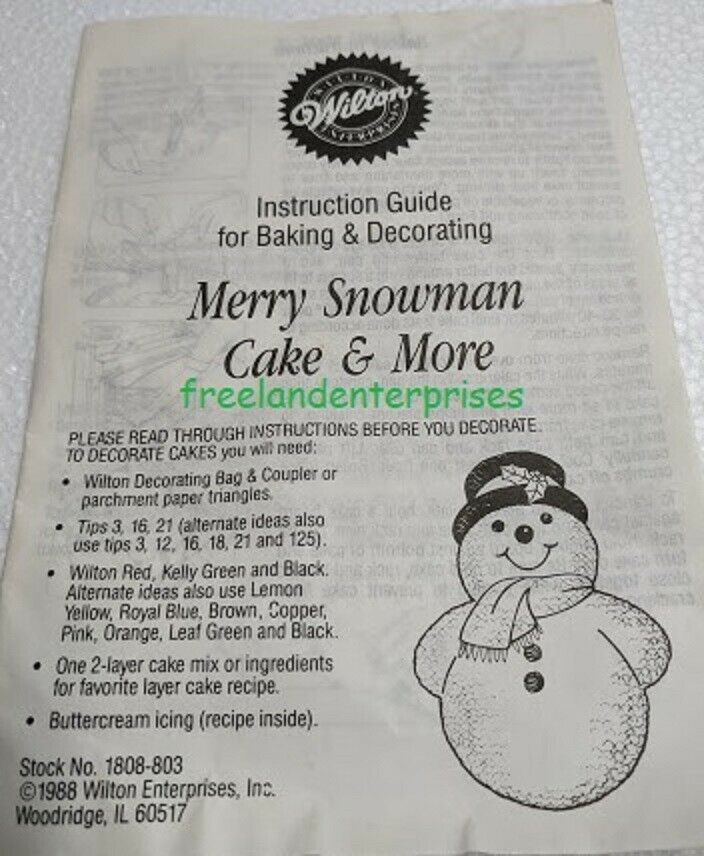 WILTON
Wilton
ENTERPRISES
Instruction Guide
for Baking & Decorating
Merry Snowman
Cake & More
freelandenterprises
PLEASE READ THROUGH INSTRUCTIONS BEFORE YOU DECORATE.
TO DECORATE CAKES you will need:
• Wilton Decorating Bag & Coupler or
parchment paper triangles.
• Tips 3, 16, 21 (alternate ideas also
use tips 3, 12, 16, 18, 21 and 125).
• Wilton Red, Kelly Green and Black.
Alternate ideas also use Lemon
Yellow, Royal Blue, Brown, Copper,
Pink, Orange, Leaf Green and Black.
• One 2-layer cake mix or ingredients
for favorite layer cake recipe.
• Buttercream icing (recipe inside).
Stock No. 1808-803
©1988 Wilton Enterprises, Inc.
Woodridge, IL 60517